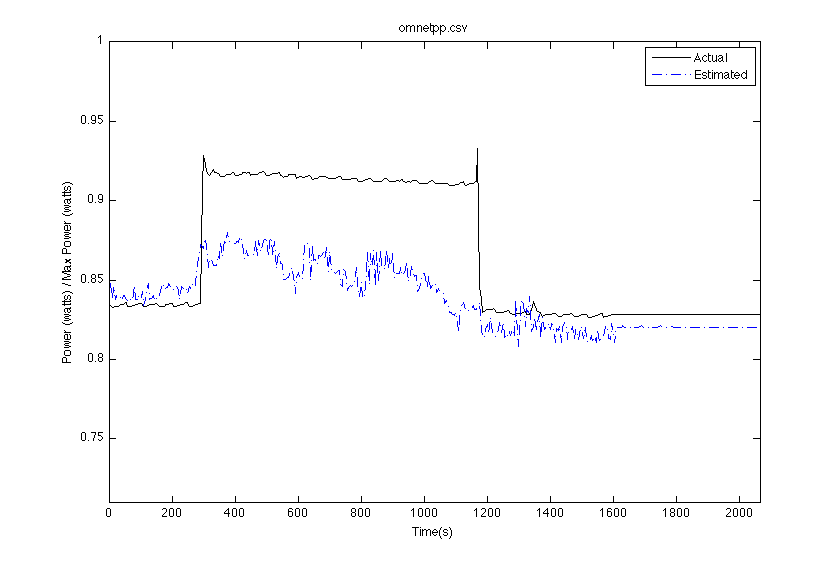 omnetpp.csv
1
0.95
0.9
0.85
0.8
0.75
Power (watts) / Max Power (watts)
Actual
Estimated
0 200 400 600 800 1000 1200 1400 1600 1800 2000
Time(s)